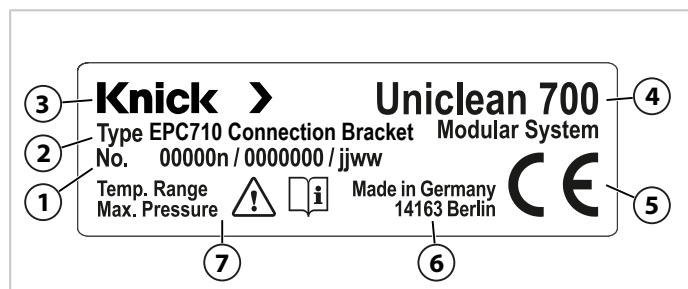 Knick > Uniclean 700
Type EPC710 Connection Bracket Modular System
No. 00000n / 0000000 / jjww
Temp. Range Made in Germany
Max. Pressure 14163 Berlin
CE
i
1
2
3
4
5
6
7